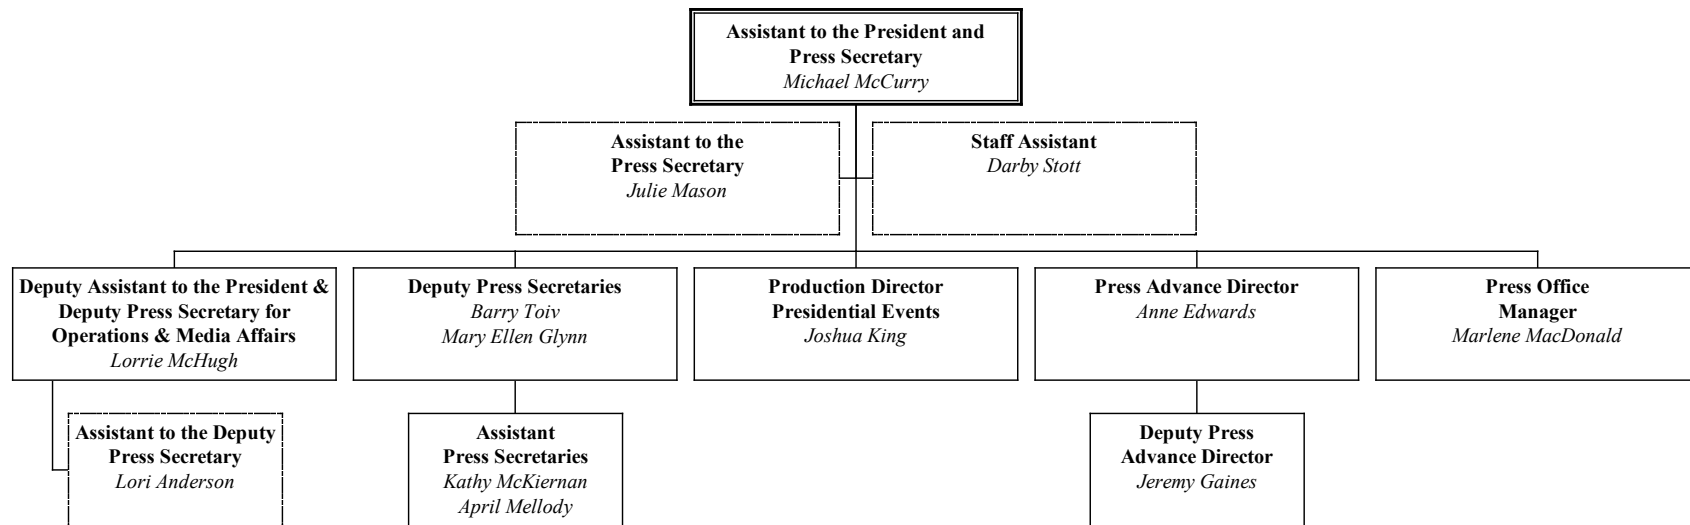 Assistant to the President and
Press Secretary
Michael McCurry
Assistant to the
Press Secretary
Julie Mason
Staff Assistant
Darby Stott
Deputy Assistant to the President &
Deputy Press Secretary for
Operations & Media Affairs
Lorrie McHugh
Deputy Press Secretaries
Barry Toiv
Mary Ellen Glynn
Production Director
Presidential Events
Joshua King
Press Advance Director
Anne Edwards
Press Office
Manager
Marlene MacDonald
Assistant to the Deputy
Press Secretary
Lori Anderson
Assistant
Press Secretaries
Kathy McKiernan
April Mellody
Deputy Press
Advance Director
Jeremy Gaines